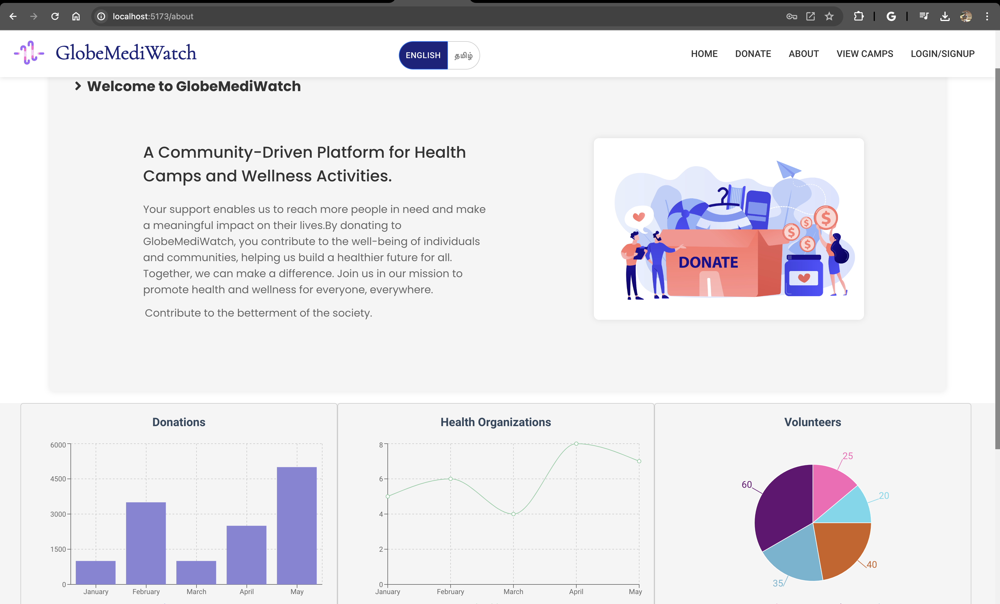 localhost:5173/about
GlobeMediWatch
ENGLISH தமிழ்
HOME DONATE ABOUT VIEW CAMPS LOGIN/SIGNUP
Welcome to GlobeMediWatch
A Community-Driven Platform for Health
Camps and Wellness Activities.
Your support enables us to reach more people in need and make
a meaningful impact on their lives.By donating to
GlobeMediWatch, you contribute to the well-being of individuals
and communities, helping us build a healthier future for all.
Together, we can make a difference. Join us in our mission to
promote health and wellness for everyone, everywhere.
Contribute to the betterment of the society.
$
$
$
$
DONATE
Donations
6000
4500
3000
1500
0
January February March April May
Health Organizations
8
6
4
2
0
January February March April May
Volunteers
25
60
20
40
35